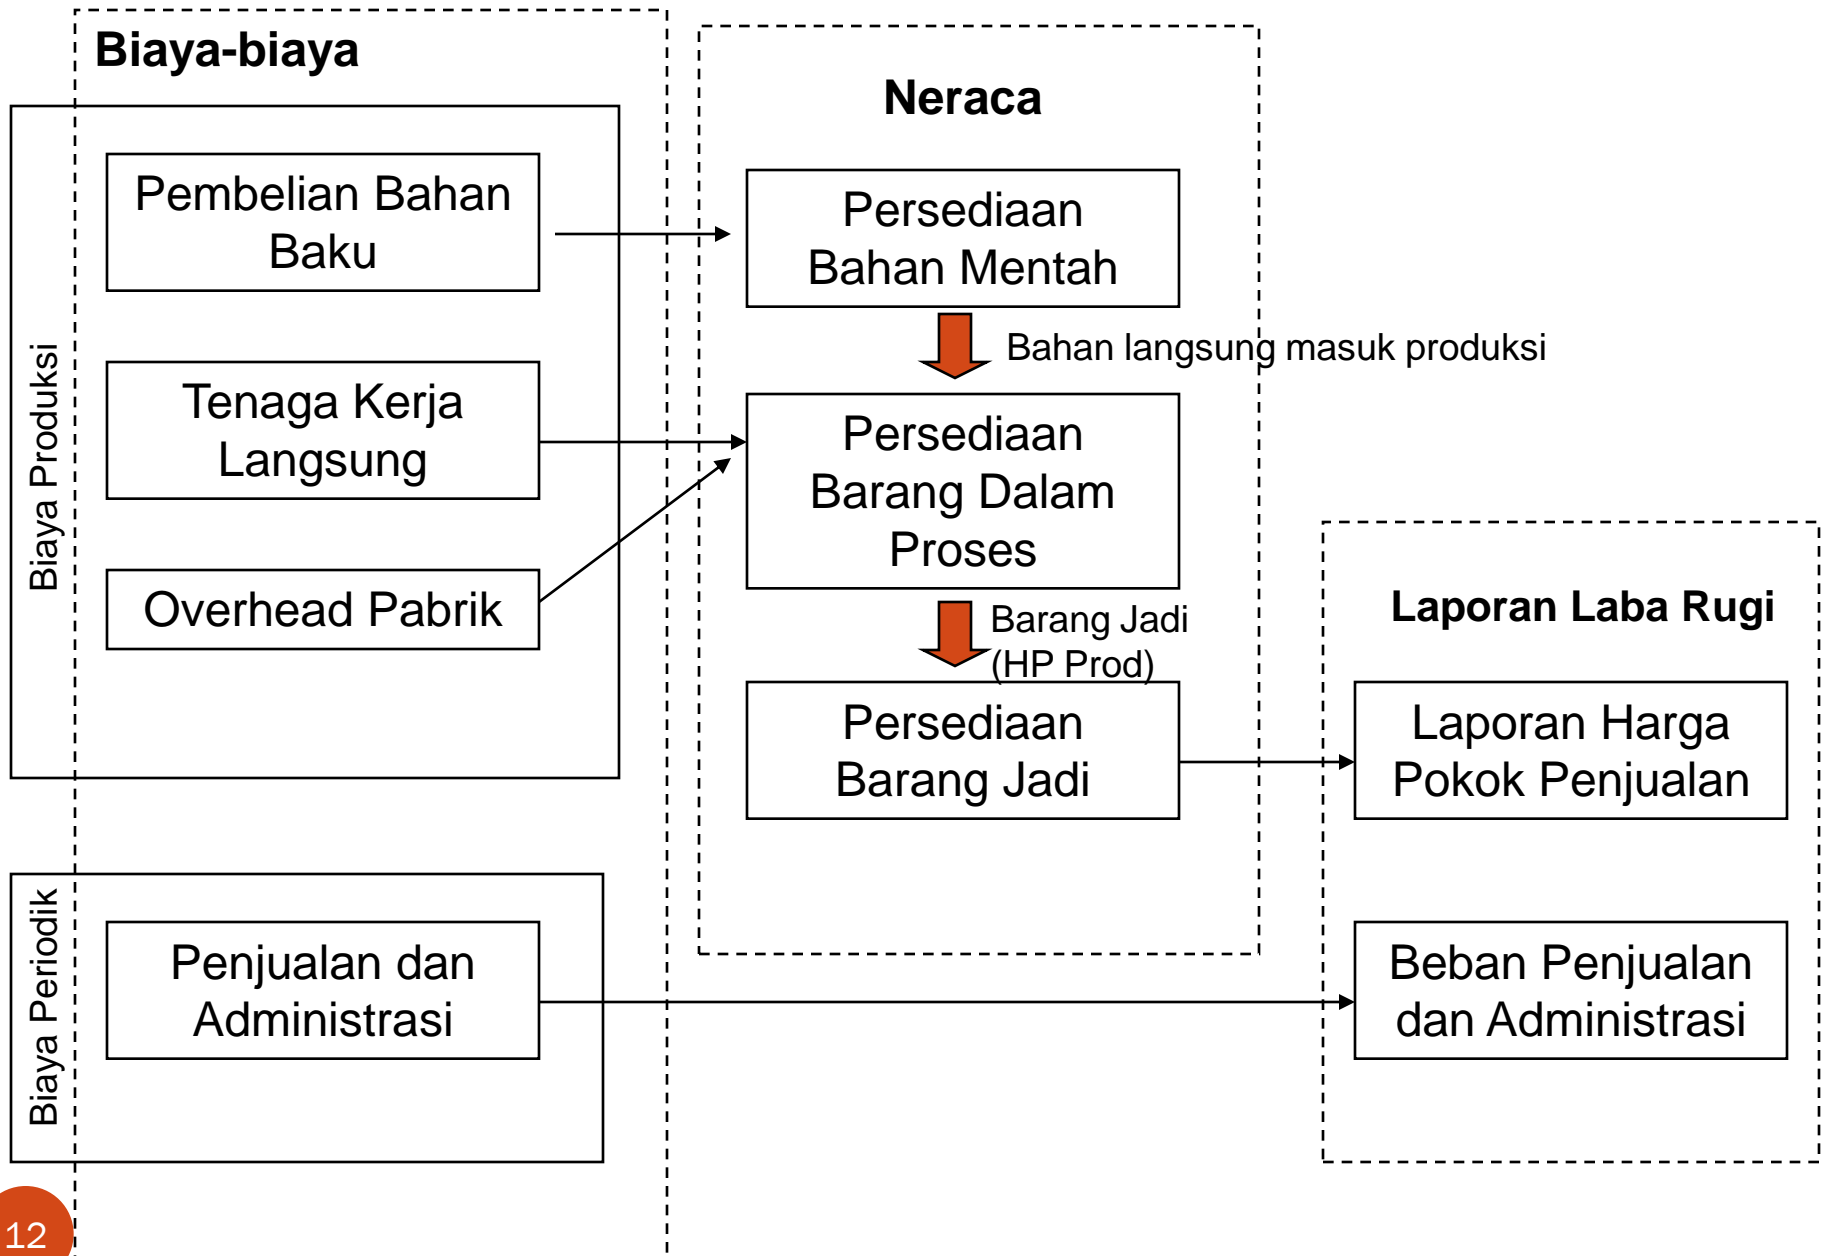 Biaya-biaya
Biaya Produksi
Pembelian Bahan
Baku
Tenaga Kerja
Langsung
Overhead Pabrik
Biaya Periodik
Penjualan dan
Administrasi
Neraca
Persediaan
Bahan Mentah
Bahan langsung masuk produksi
Persediaan
Barang Dalam
Proses
Barang Jadi
(HP Prod)
Persediaan
Barang Jadi
Laporan Laba Rugi
Laporan Harga
Pokok Penjualan
Beban Penjualan
dan Administrasi
12